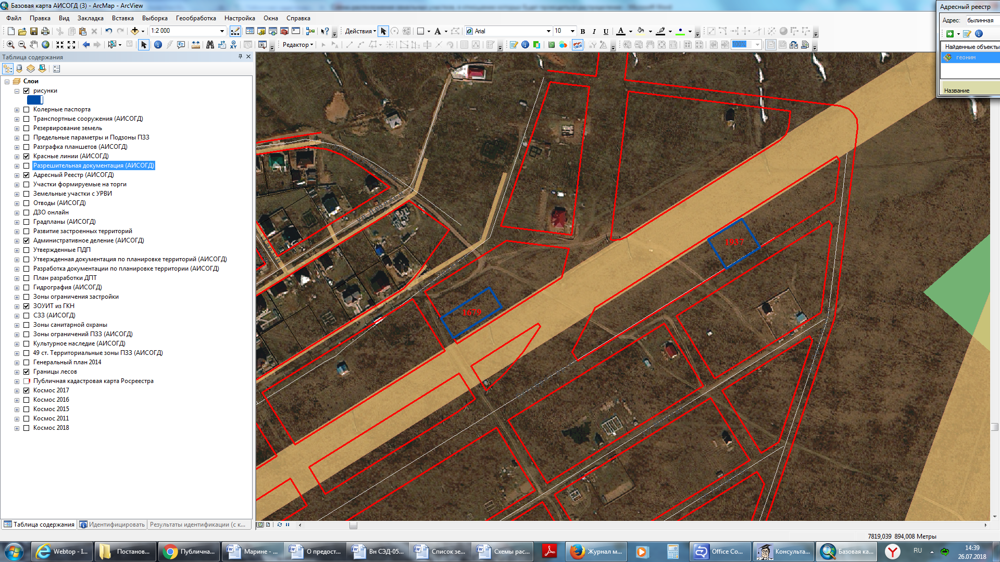 Базовая карта АИСОГД (3) - ArcMap - ArcView
Файл Правка Вид Закладка Вставка Выборка Геообработка Настройка Окна Справка
1:2 000 Действия Arial 10 B I U A
Редактор 100%
Адресный реестр
Адрес: былинная
Найденные объекты
геоним
Название
Таблица содержания
Слои
рисунки
Колерные паспорта
Транспортные сооружения (АИСОГД)
Резервирование земель
Предельные параметры и Подзоны ПЗЗ
Разграфка планшетов (АИСОГД)
Красные линии (АИСОГД)
Разрешительная документация (АИСОГД)
Адресный Реестр (АИСОГД)
Участки формируемые на торги
Земельные участки с УРВИ
Отводы (АИСОГД)
ДЗО онлайн
Градпланы (АИСОГД)
Развитие застроенных территорий
Административное деление (АИСОГД)
Утвержденные ПДП
Утвержденная документация по планировке территорий (АИСОГД)
Разработка документации по планировке территории (АИСОГД)
План разработки ДПТ
Гидрография (АИСОГД)
Зоны ограничения застройки
ЗОУИТ из ГКН
СЗЗ (АИСОГД)
Зоны санитарной охраны
Зоны ограничений ПЗЗ (АИСОГД)
Культурное наследие (АИСОГД)
49 ст. Территориальные зоны ПЗЗ (АИСОГД)
Генеральный план 2014
Границы лесов
Публичная кадастровая карта Росреестра
Космос 2017
Космос 2016
Космос 2015
Космос 2011
Космос 2018
1937
1679
Таблица содержания Идентифицировать Результаты идентификации (с к...
7819,039 894,008 Метры
Webtop - I... Постанов... Публична... Марине - ... О предост... Вн СЭД-05... Список зе... Схемы рас... Журнал м... Office Co... Консульта... Базовая ка... RU 14:39
26.07.2018